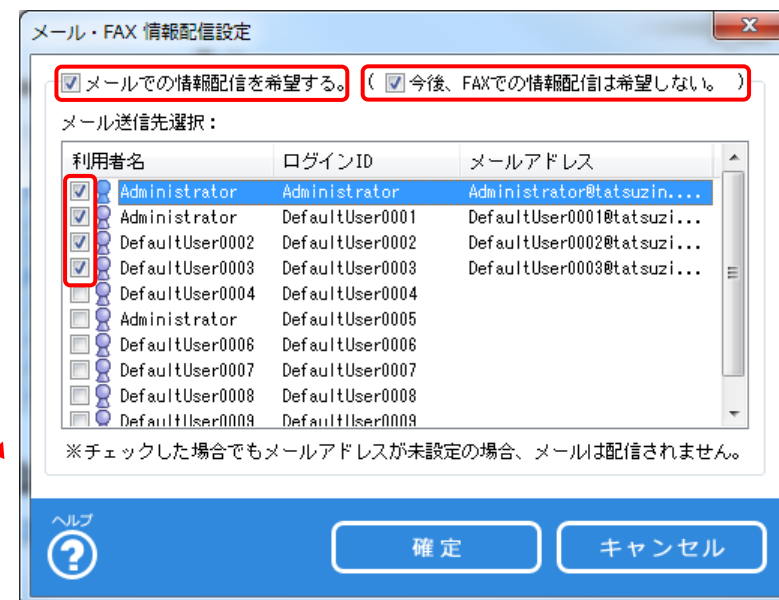 メール・FAX 情報配信設定
メールでの情報配信を希望する。 ( 今後、FAXでの情報配信は希望しない。 )
メール送信先選択：
利用者名 ログインID メールアドレス
Administrator Administrator Administrator@tatsuzin....
Administrator DefaultUser0001 DefaultUser0001@tatsuzi...
DefaultUser0002 DefaultUser0002 DefaultUser0002@tatsuzi...
DefaultUser0003 DefaultUser0003 DefaultUser0003@tatsuzi...
DefaultUser0004 DefaultUser0004
Administrator DefaultUser0005
DefaultUser0006 DefaultUser0006
DefaultUser0007 DefaultUser0007
DefaultUser0008 DefaultUser0008
DefaultUser0009 DefaultUser0009
※チェックした場合でもメールアドレスが未設定の場合、メールは配信されません。
ヘルプ
確定 キャンセル